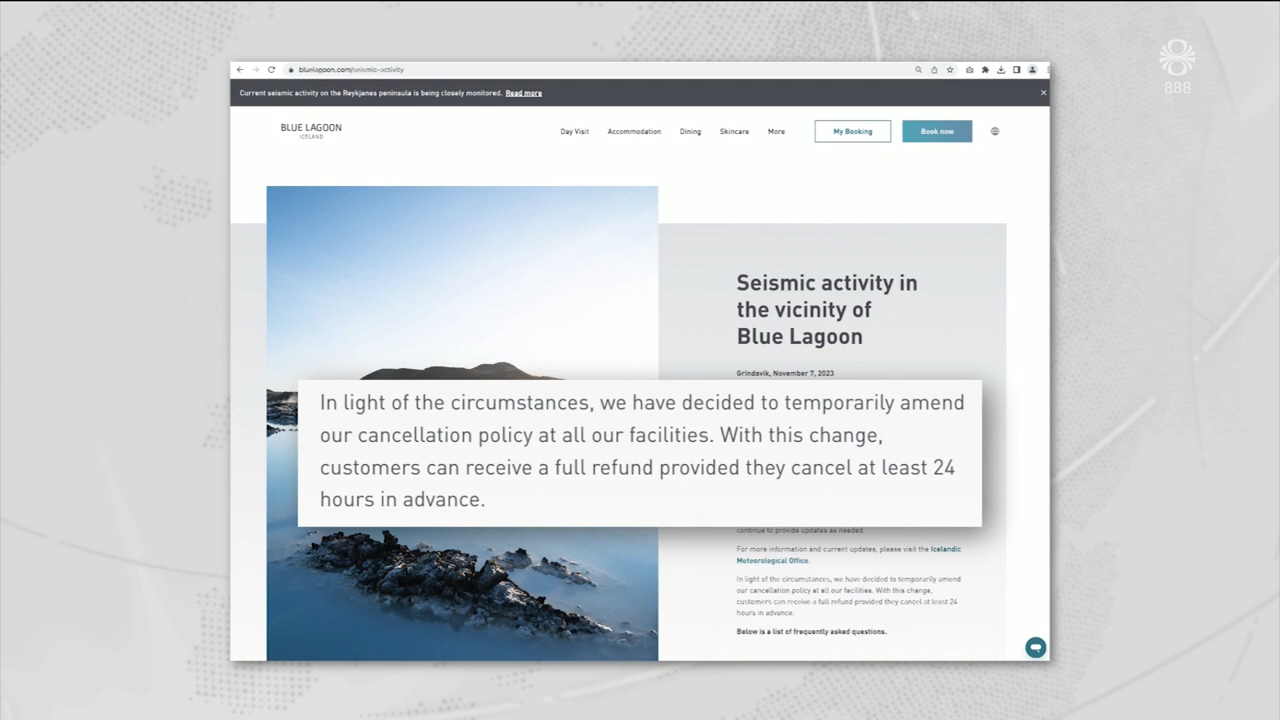 bluelagoon.com/seismic-activity
Current seismic activity on the Reykjanes peninsula is being closely monitored. Read more
BLUE LAGOON
ICELAND
Day Visit Accommodation Dining Skincare More My Booking Book now
888
Seismic activity in
the vicinity of
Blue Lagoon
Grindavik, November 7, 2023
In light of the circumstances, we have decided to temporarily amend
our cancellation policy at all our facilities. With this change,
customers can receive a full refund provided they cancel at least 24
hours in advance.
continue to provide updates as needed.
For more information and current updates, please visit the Icelandic
Meteorological Office.
In light of the circumstances, we have decided to temporarily amend
our cancellation policy at all our facilities. With this change,
customers can receive a full refund provided they cancel at least 24
hours in advance.
Below is a list of frequently asked questions.